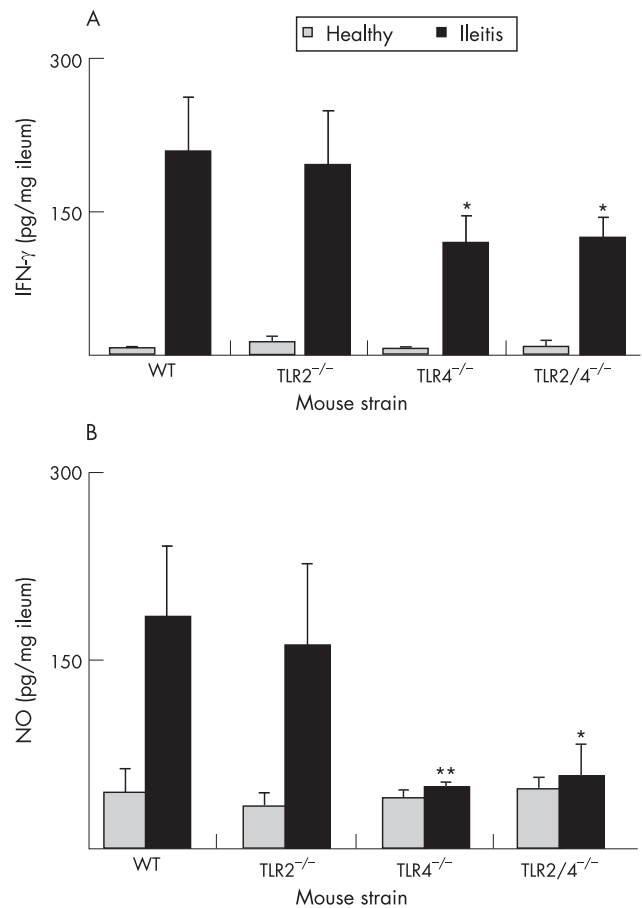 A
Healthy Ileitis
300
150
IFN-γ (pg/mg ileum)
*
*
WT TLR2−/− TLR4−/− TLR2/4−/−
Mouse strain
B
300
150
NO (pg/mg ileum)
**
*
WT TLR2−/− TLR4−/− TLR2/4−/−
Mouse strain